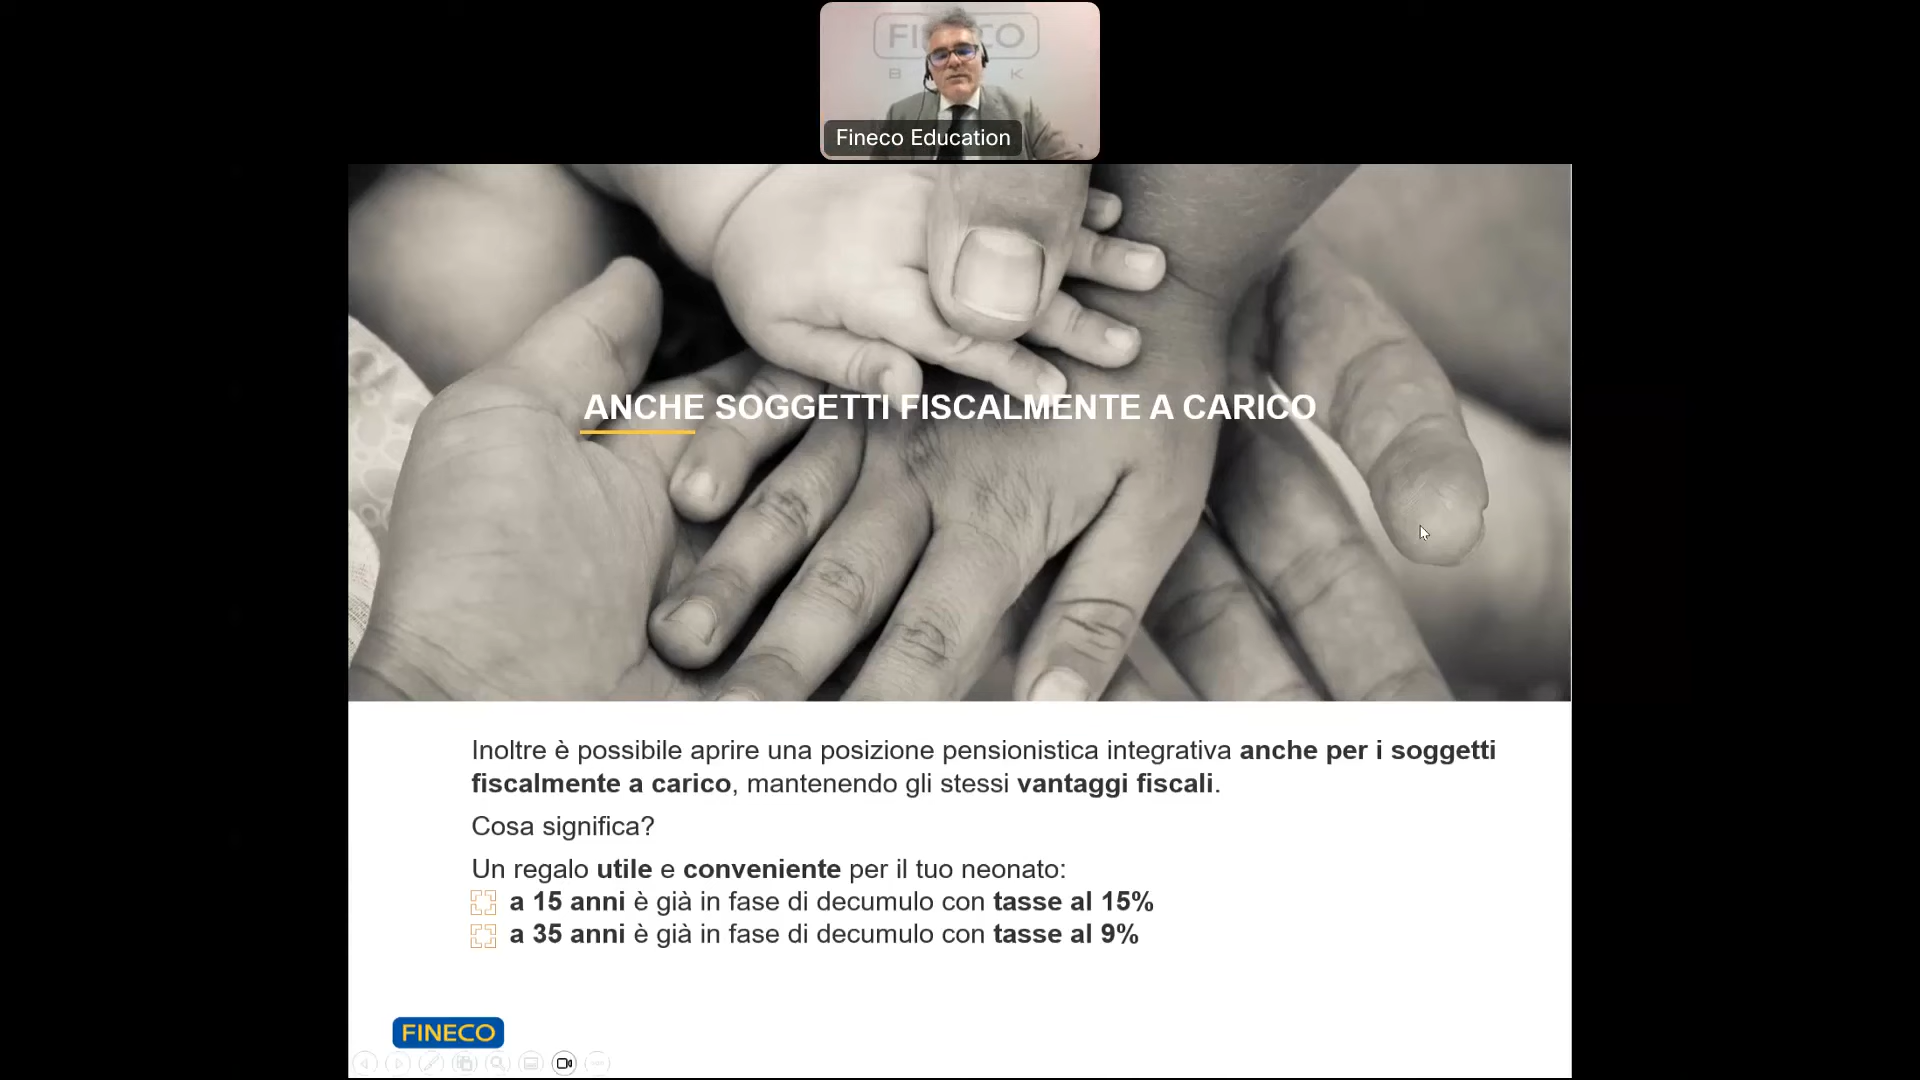 FINECO
BANK
Fineco Education
ANCHE SOGGETTI FISCALMENTE A CARICO
Inoltre è possibile aprire una posizione pensionistica integrativa anche per i soggetti
fiscalmente a carico, mantenendo gli stessi vantaggi fiscali.
Cosa significa?
Un regalo utile e conveniente per il tuo neonato:
a 15 anni è già in fase di decumulo con tasse al 15%
a 35 anni è già in fase di decumulo con tasse al 9%
FINECO